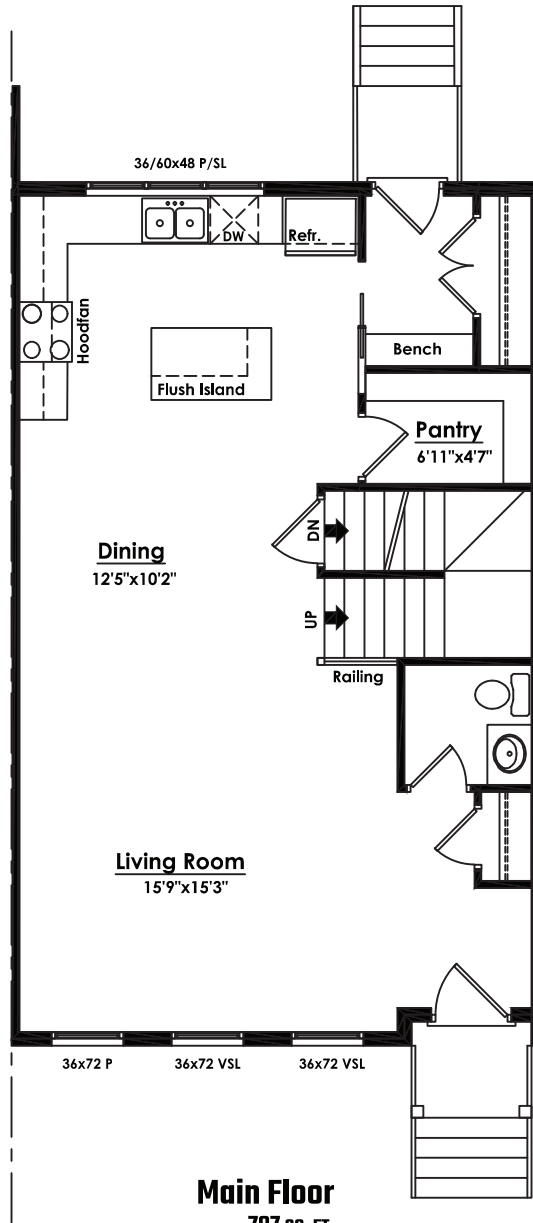 36/60x48 P/SL
DW
Refr.
Hoodfan
Bench
Flush Island
Pantry
6'11"x4'7"
DN
Dining
12'5"x10'2"
UP
Railing
Living Room
15'9"x15'3"
36x72 P
36x72 VSL
36x72 VSL
Main Floor